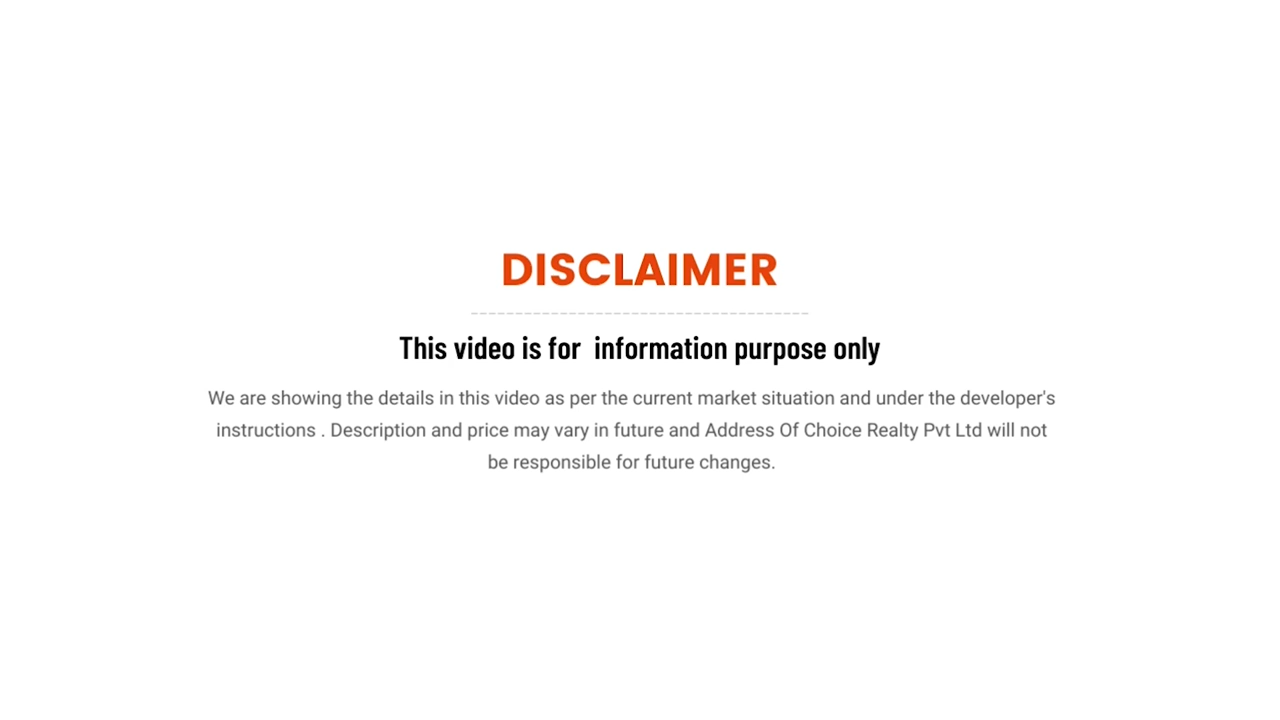 DISCLAIMER
This video is for  information purpose only
We are showing the details in this video as per the current market situation and under the developer's
instructions . Description and price may vary in future and Address Of Choice Realty Pvt Ltd will not
be responsible for future changes.